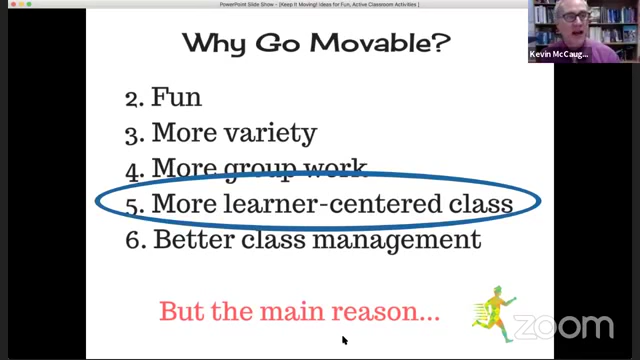 PowerPoint Slide Show - [Keep It Moving! Ideas for Fun, Active Classroom Activities ]
Why Go Movable?
Kevin McCaug...
2. Fun
3. More variety
4. More group work
5. More learner-centered class
6. Better class management
But the main reason...
zoom